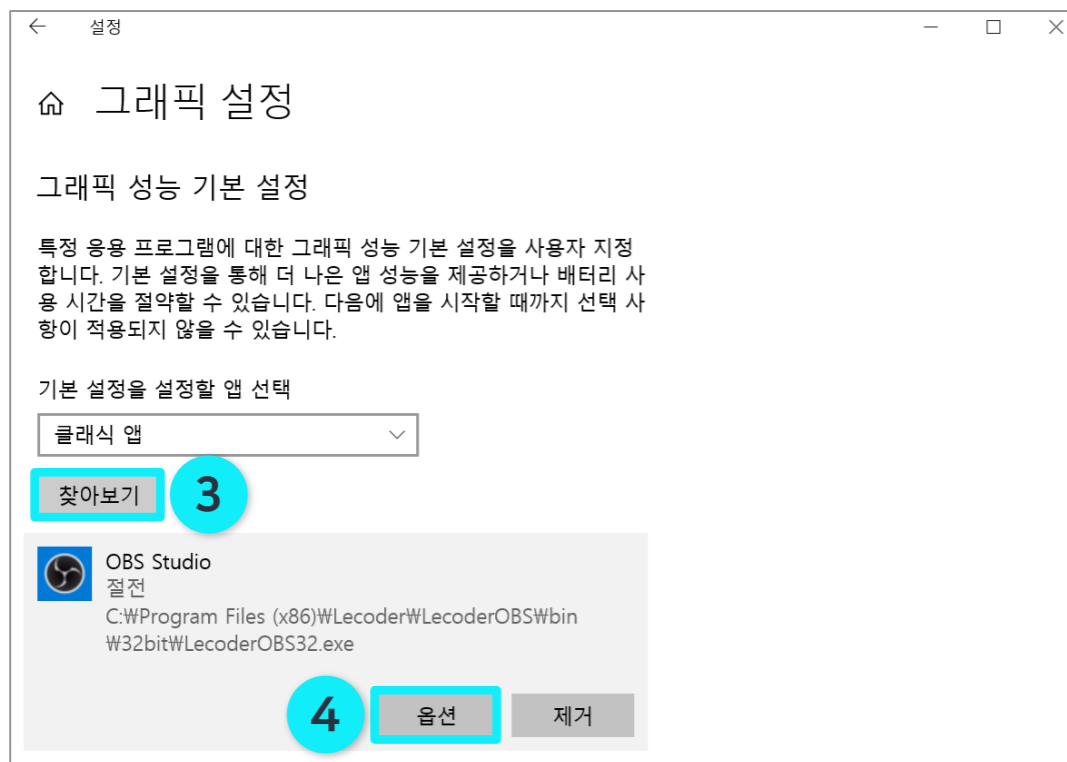 설정
그래픽 설정
그래픽 성능 기본 설정
특정 응용 프로그램에 대한 그래픽 성능 기본 설정을 사용자 지정
합니다. 기본 설정을 통해 더 나은 앱 성능을 제공하거나 배터리 사
용 시간을 절약할 수 있습니다. 다음에 앱을 시작할 때까지 선택 사
항이 적용되지 않을 수 있습니다.
기본 설정을 설정할 앱 선택
클래식 앱
찾아보기 3
OBS Studio
절전
C:₩Program Files (x86)₩Lecoder₩LecoderOBS₩bin
₩32bit₩LecoderOBS32.exe
4 옵션 제거